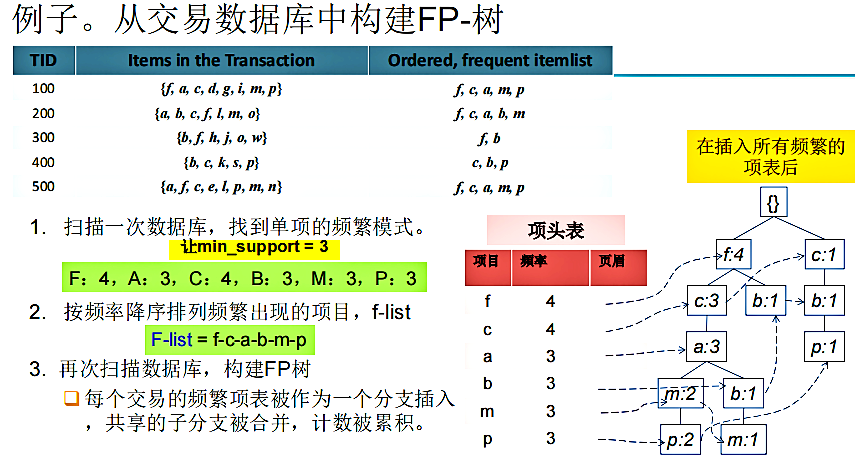 例子。从交易数据库中构建FP-树
TID Items in the Transaction Ordered, frequent itemlist
100 {f, a, c, d, g, i, m, p} f, c, a, m, p
200 {a, b, c, f, l, m, o} f, c, a, b, m
300 {b, f, h, j, o, w} f, b
400 {b, c, k, s, p} c, b, p
500 {a, f, c, e, l, p, m, n} f, c, a, m, p
1. 扫描一次数据库，找到单项的频繁模式。
让min_support = 3
F：4，A：3，C：4，B：3，M：3，P：3
2. 按频率降序排列频繁出现的项目，f-list
F-list = f-c-a-b-m-p
3. 再次扫描数据库，构建FP树
每个交易的频繁项表被作为一个分支插入
，共享的子分支被合并，计数被累积。
项头表
项目 频率 页眉
f 4
c 4
a 3
b 3
m 3
p 3
在插入所有频繁的
项表后
{}
f:4 c:1
c:3 b:1 b:1
a:3 p:1
m:2 b:1
p:2 m:1